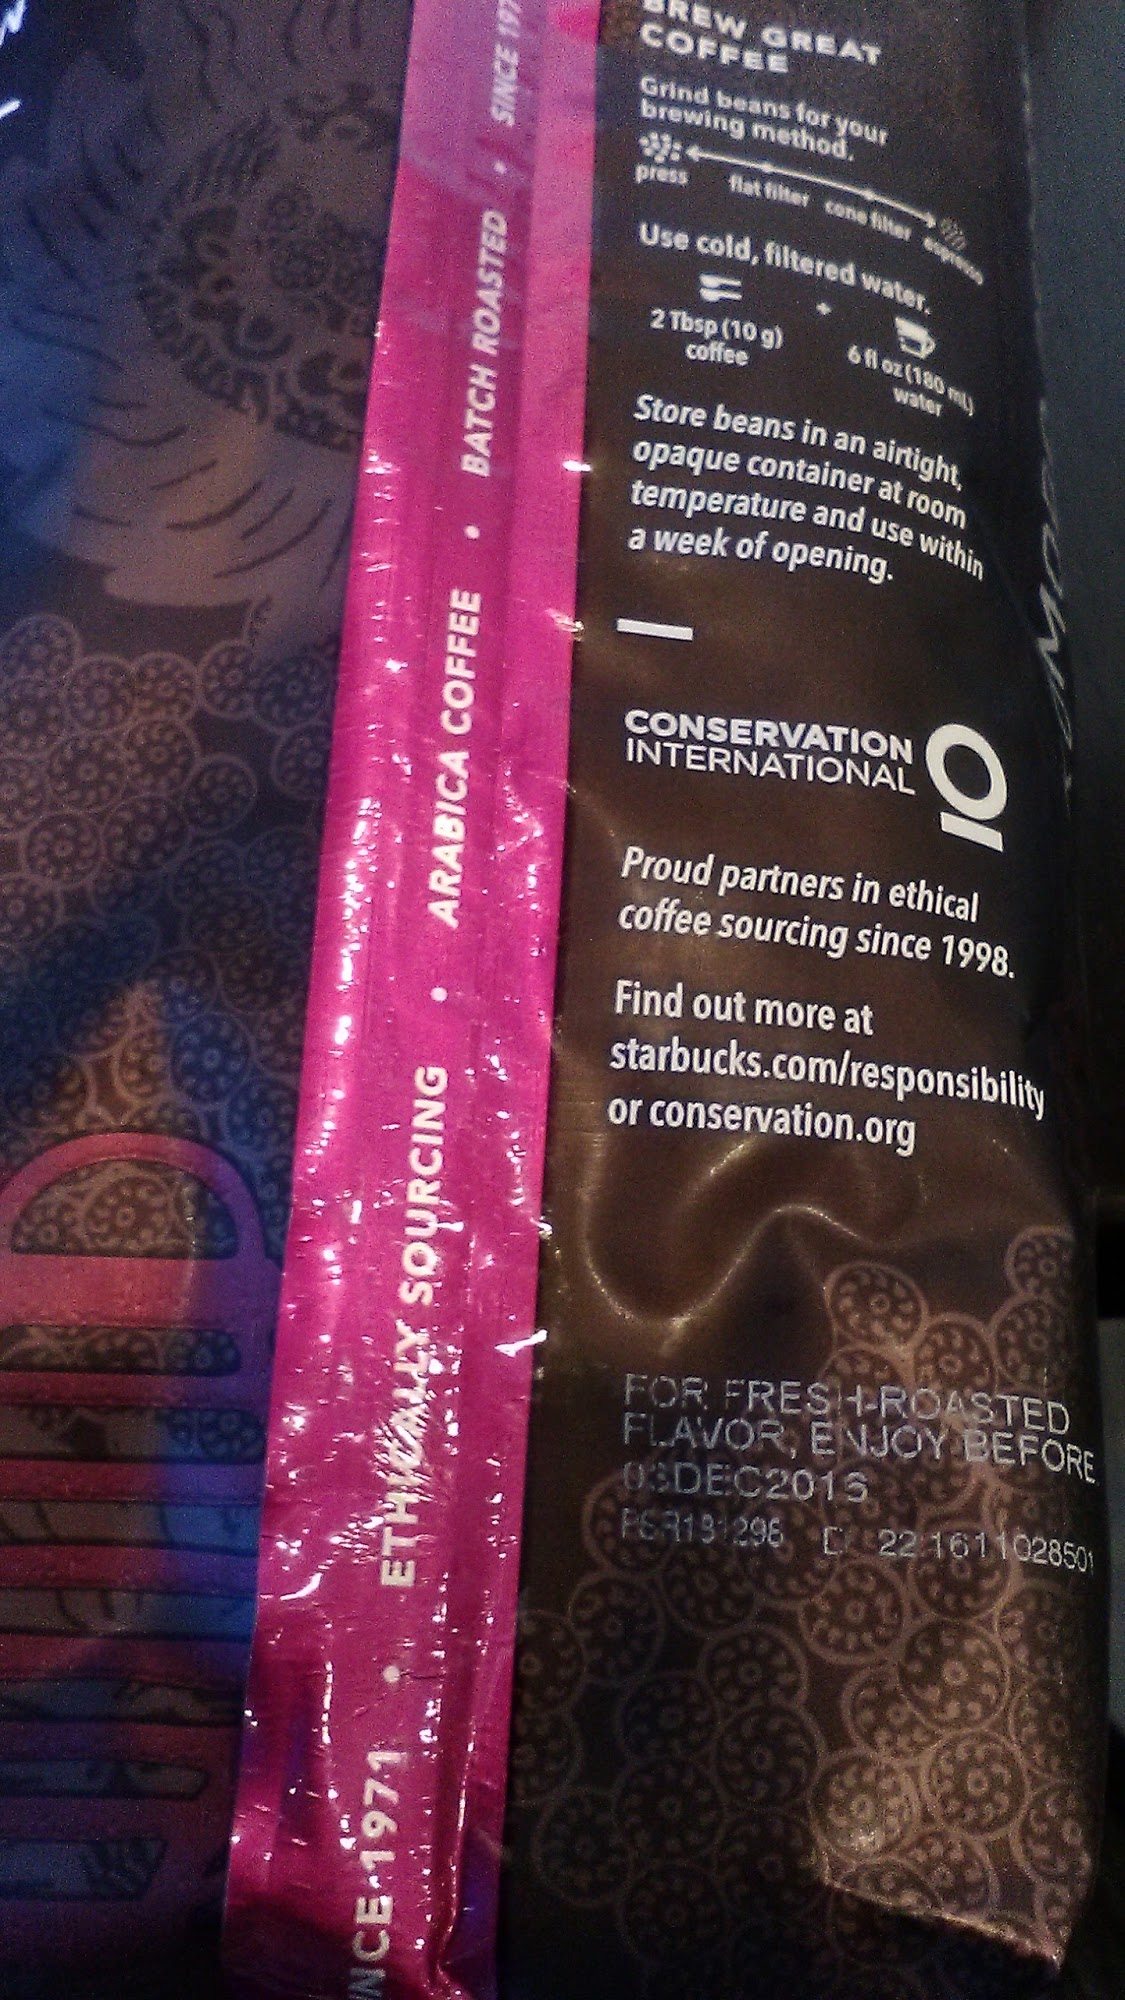 BREW GREAT
COFFEE
Grind beans for your
brewing method.
press flat filter cone filter espresso
Use cold, filtered water.
+
2 Tbsp (10 g)
coffee
6 fl oz (180 mL)
water
Store beans in an airtight,
opaque container at room
temperature and use within
a week of opening.
CONSERVATION
INTERNATIONAL
Proud partners in ethical
coffee sourcing since 1998.
Find out more at
starbucks.com/responsibility
or conservation.org
FOR FRESH-ROASTED
FLAVOR, ENJOY BEFORE
03DEC2016
22 1611028501
NCE 1971 • ETHICALLY SOURCING • ARABICA COFFEE • BATCH ROASTED • SINCE 197